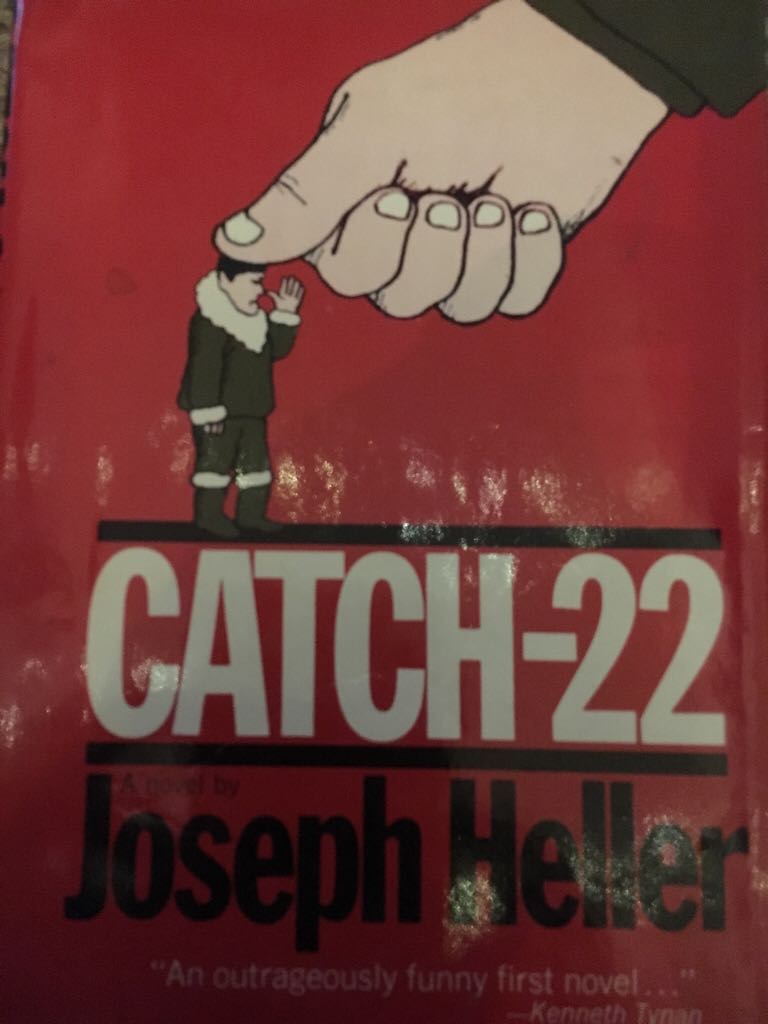 CATCH-22
A novel by
Joseph Heller
"An outrageously funny first novel..."
—Kenneth Tynan